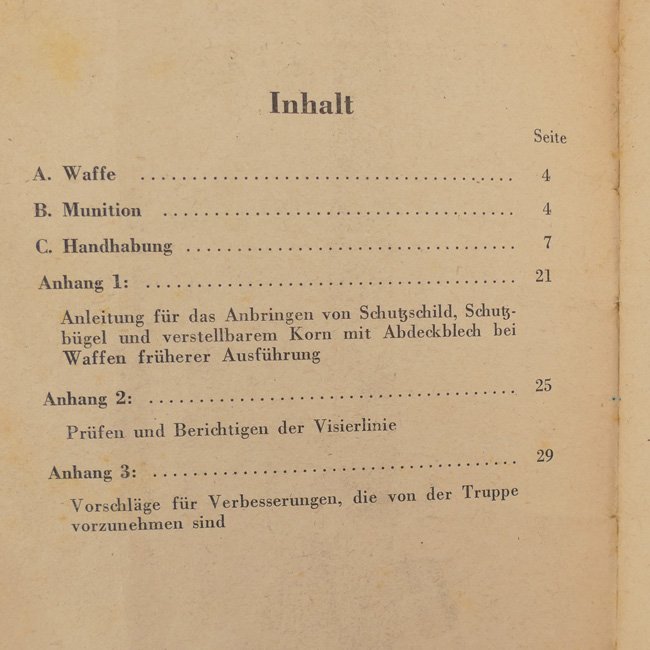 Inhalt
Seite
A. Waffe ........................................ 4
B. Munition ..................................... 4
C. Handhabung ................................... 7
Anhang 1: ....................................... 21
Anleitung für das Anbringen von Schutzschild, Schutz-
bügel und verstellbarem Korn mit Abdeckblech bei
Waffen früherer Ausführung
Anhang 2: ....................................... 25
Prüfen und Berichtigen der Visierlinie
Anhang 3: ....................................... 29
Vorschläge für Verbesserungen, die von der Truppe
vorzunehmen sind